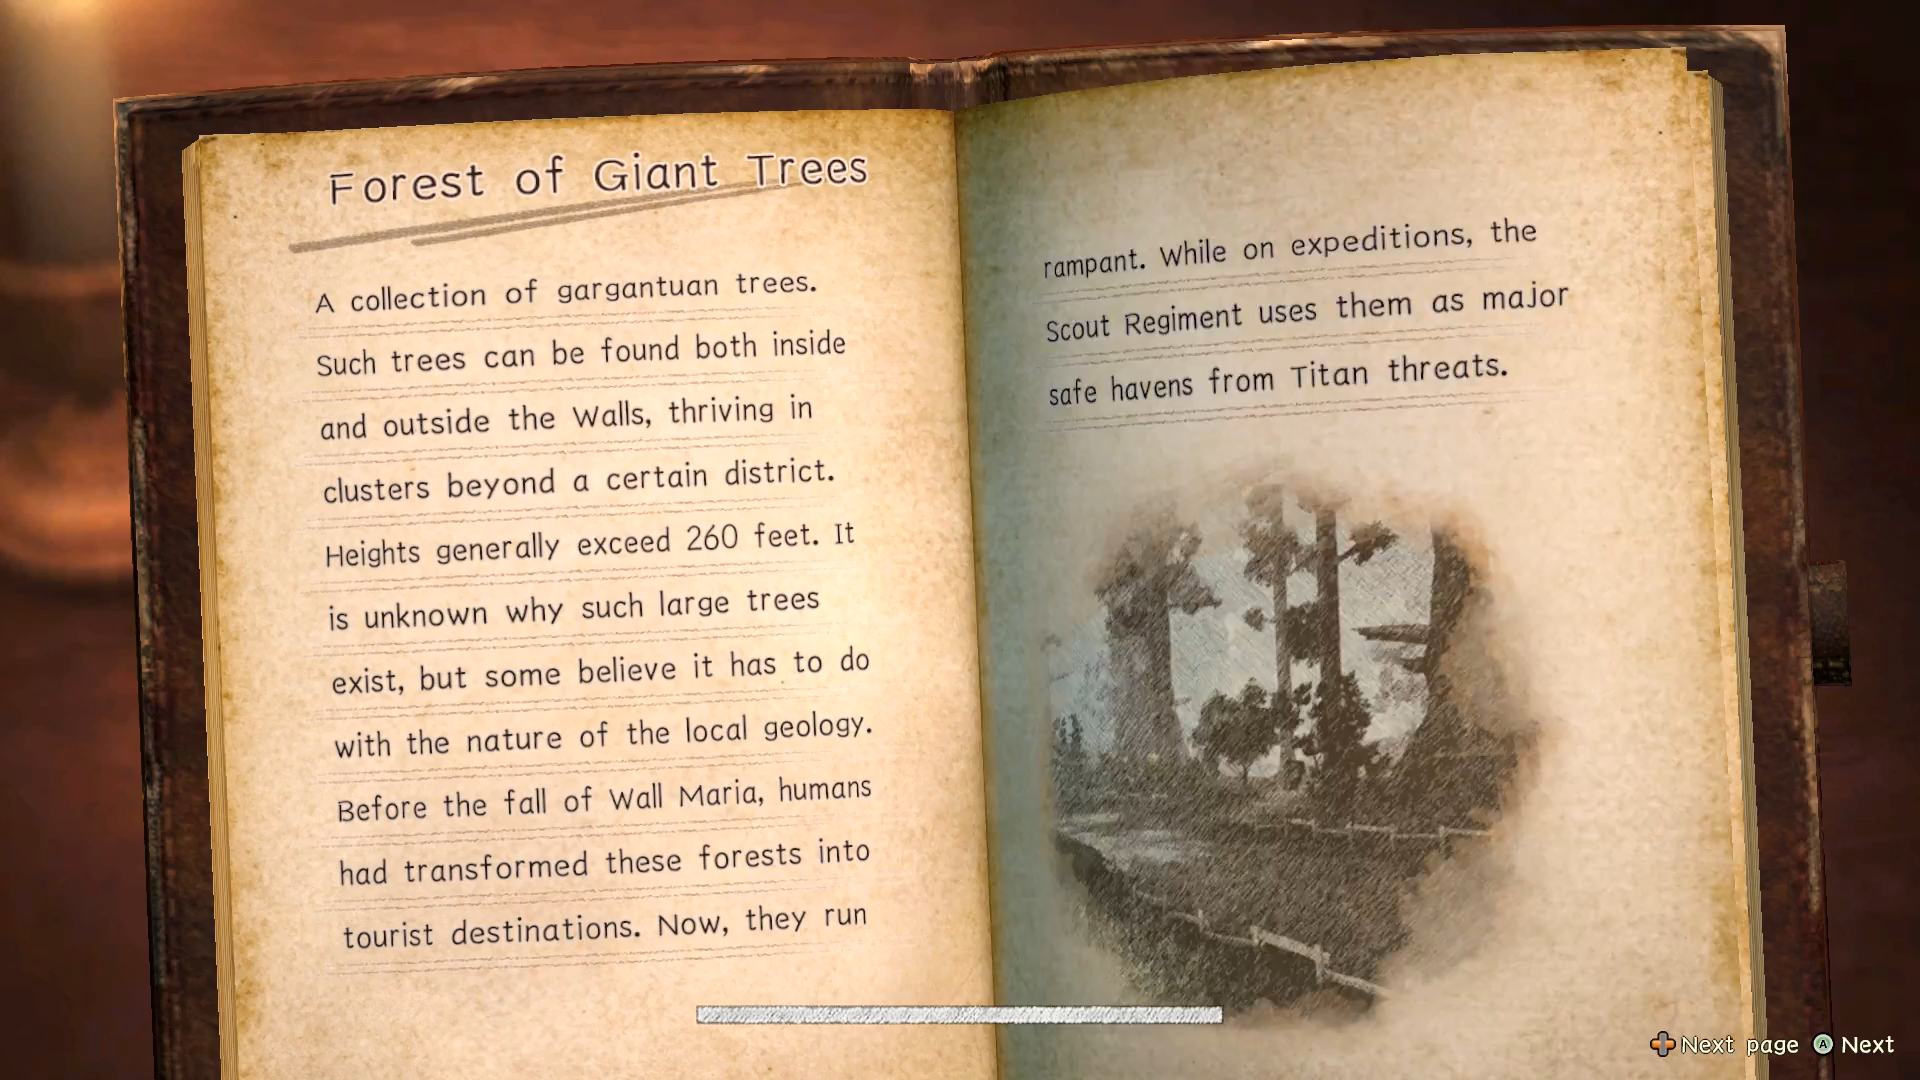 Forest of Giant Trees
A collection of gargantuan trees.
Such trees can be found both inside
and outside the Walls, thriving in
clusters beyond a certain district.
Heights generally exceed 260 feet. It
is unknown why such large trees
exist, but some believe it has to do
with the nature of the local geology.
Before the fall of Wall Maria, humans
had transformed these forests into
tourist destinations. Now, they run
rampant. While on expeditions, the
Scout Regiment uses them as major
safe havens from Titan threats.
Next page A Next